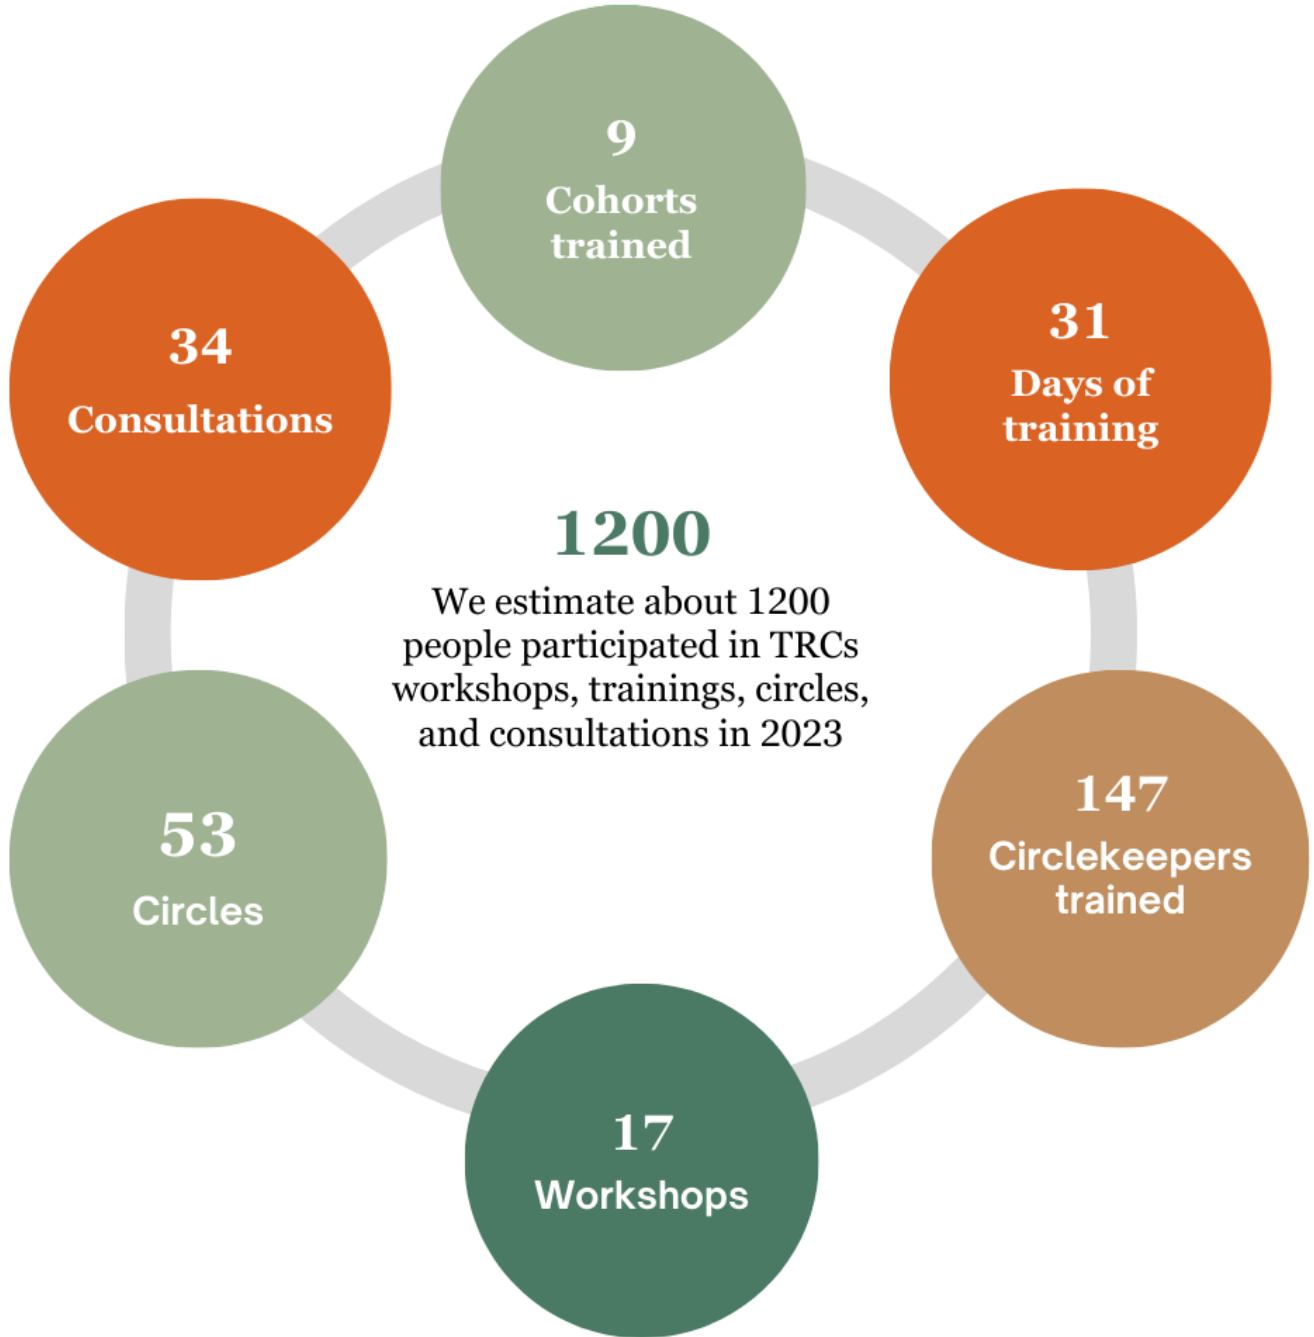 9
Cohorts
trained
31
Days of
training
147
Circlekeepers
trained
17
Workshops
53
Circles
34
Consultations
1200
We estimate about 1200
people participated in TRCs
workshops, trainings, circles,
and consultations in 2023